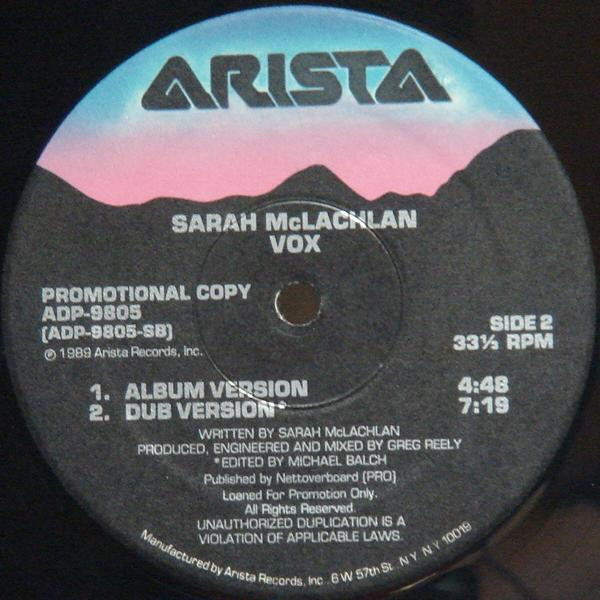 ARISTA
SARAH McLACHLAN
VOX
PROMOTIONAL COPY
ADP-9805
(ADP-9805-SB)
℗ 1989 Arista Records, Inc.
SIDE 2
33⅓ RPM
1. ALBUM VERSION 4:48
2. DUB VERSION* 7:19
WRITTEN BY SARAH McLACHLAN
PRODUCED, ENGINEERED AND MIXED BY GREG REELY
*EDITED BY MICHAEL BALCH
Published by Nettoverboard (PRO)
Loaned For Promotion Only.
All Rights Reserved.
UNAUTHORIZED DUPLICATION IS A
VIOLATION OF APPLICABLE LAWS.
Manufactured by Arista Records, Inc. 6 W 57th St. N.Y. N.Y 10019